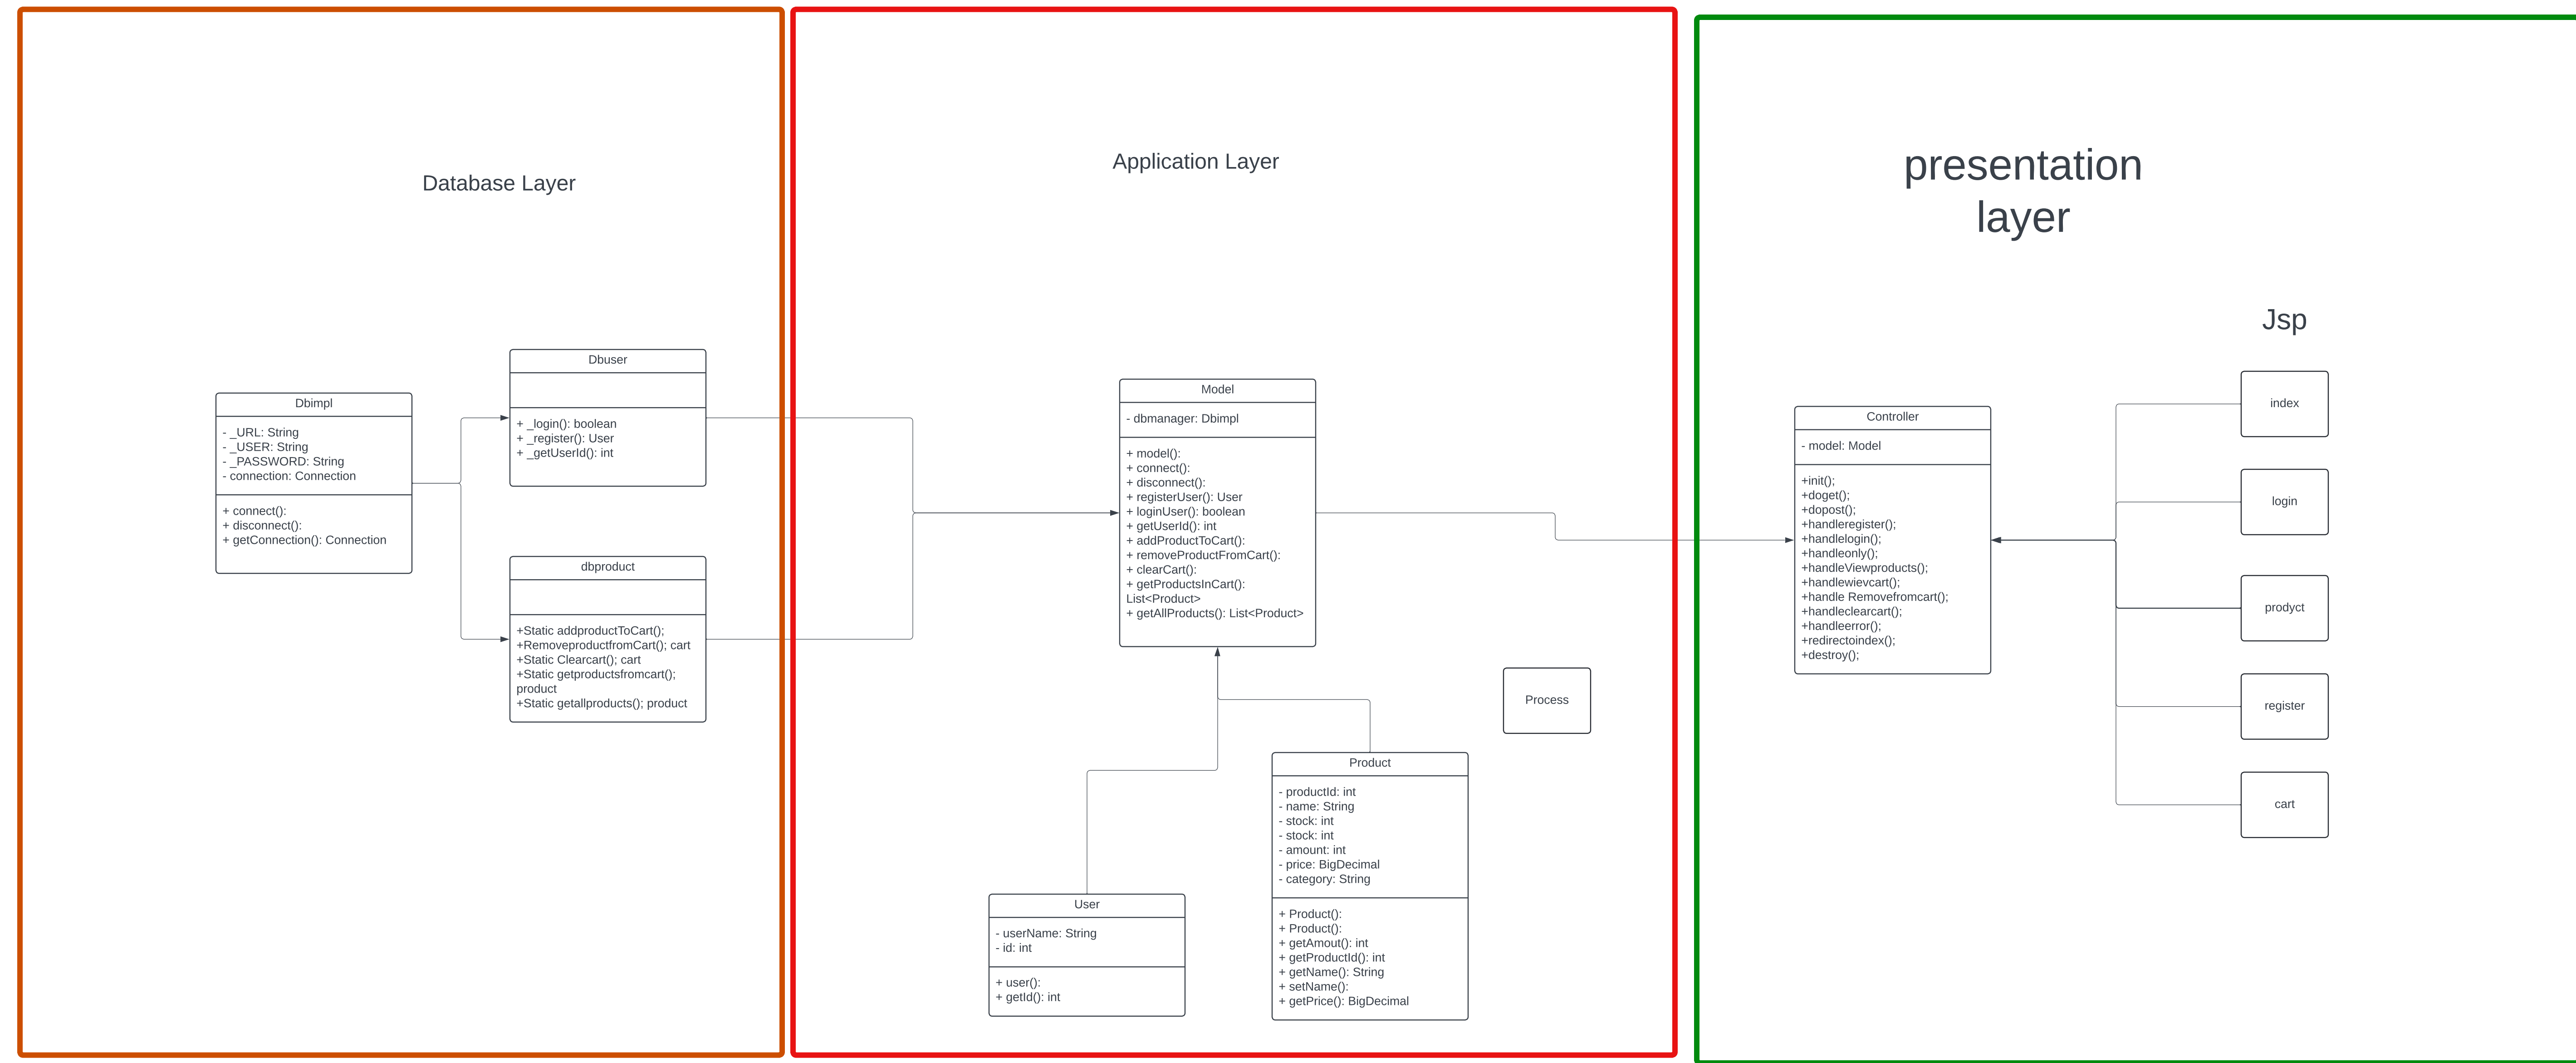 Database Layer
Dbimpl
- _URL: String
- _USER: String
- _PASSWORD: String
- connection: Connection
+ connect():
+ disconnect():
+ getConnection(): Connection
Dbuser
+ _login(): boolean
+ _register(): User
+ _getUserId(): int
dbproduct
+Static addproductToCart();
+RemoveproductfromCart(); cart
+Static Clearcart(); cart
+Static getproductsfromcart();
product
+Static getallproducts(); product
Application Layer
Model
- dbmanager: Dbimpl
+ model():
+ connect():
+ disconnect():
+ registerUser(): User
+ loginUser(): boolean
+ getUserId(): int
+ addProductToCart():
+ removeProductFromCart():
+ clearCart():
+ getProductsInCart():
List<Product>
+ getAllProducts(): List<Product>
Process
Product
- productId: int
- name: String
- stock: int
- stock: int
- amount: int
- price: BigDecimal
- category: String
+ Product():
+ Product():
+ getAmout(): int
+ getProductId(): int
+ getName(): String
+ setName():
+ getPrice(): BigDecimal
User
- userName: String
- id: int
+ user():
+ getId(): int
presentation
layer
Jsp
Controller
- model: Model
+init();
+doget();
+dopost();
+handleregister();
+handlelogin();
+handleonly();
+handleViewproducts();
+handlewievcart();
+handle Removefromcart();
+handleclearcart();
+handleerror();
+redirectoindex();
+destroy();
index
login
prodyct
register
cart